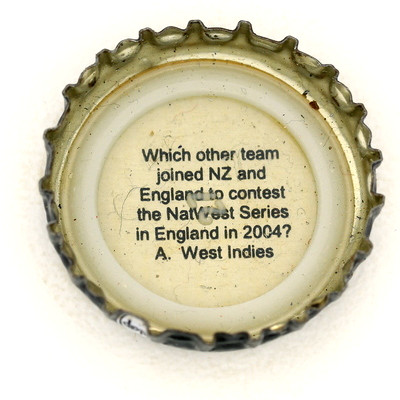 Which other team
joined NZ and
England to contest
the NatWest Series
in England in 2004?
A. West Indies